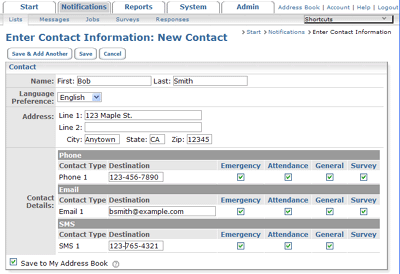 Start Notifications Reports System Admin Address Book | Account | Help | Logout
Lists Messages Jobs Surveys Responses Shortcuts
Enter Contact Information: New Contact Start Notifications Enter Contact Information
Save & Add Another Save Cancel
Contact
Name: First: Bob Last: Smith
Language Preference: English
Address: Line 1: 123 Maple St.
Line 2:
City: Anytown State: CA Zip: 12345
Contact Details:
Phone
Contact Type Destination Emergency Attendance General Survey
Phone 1 123-456-7890
Email
Contact Type Destination Emergency Attendance General Survey
Email 1 bsmith@example.com
SMS
Contact Type Destination Emergency Attendance General Survey
SMS 1 123-765-4321
Save to My Address Book ?